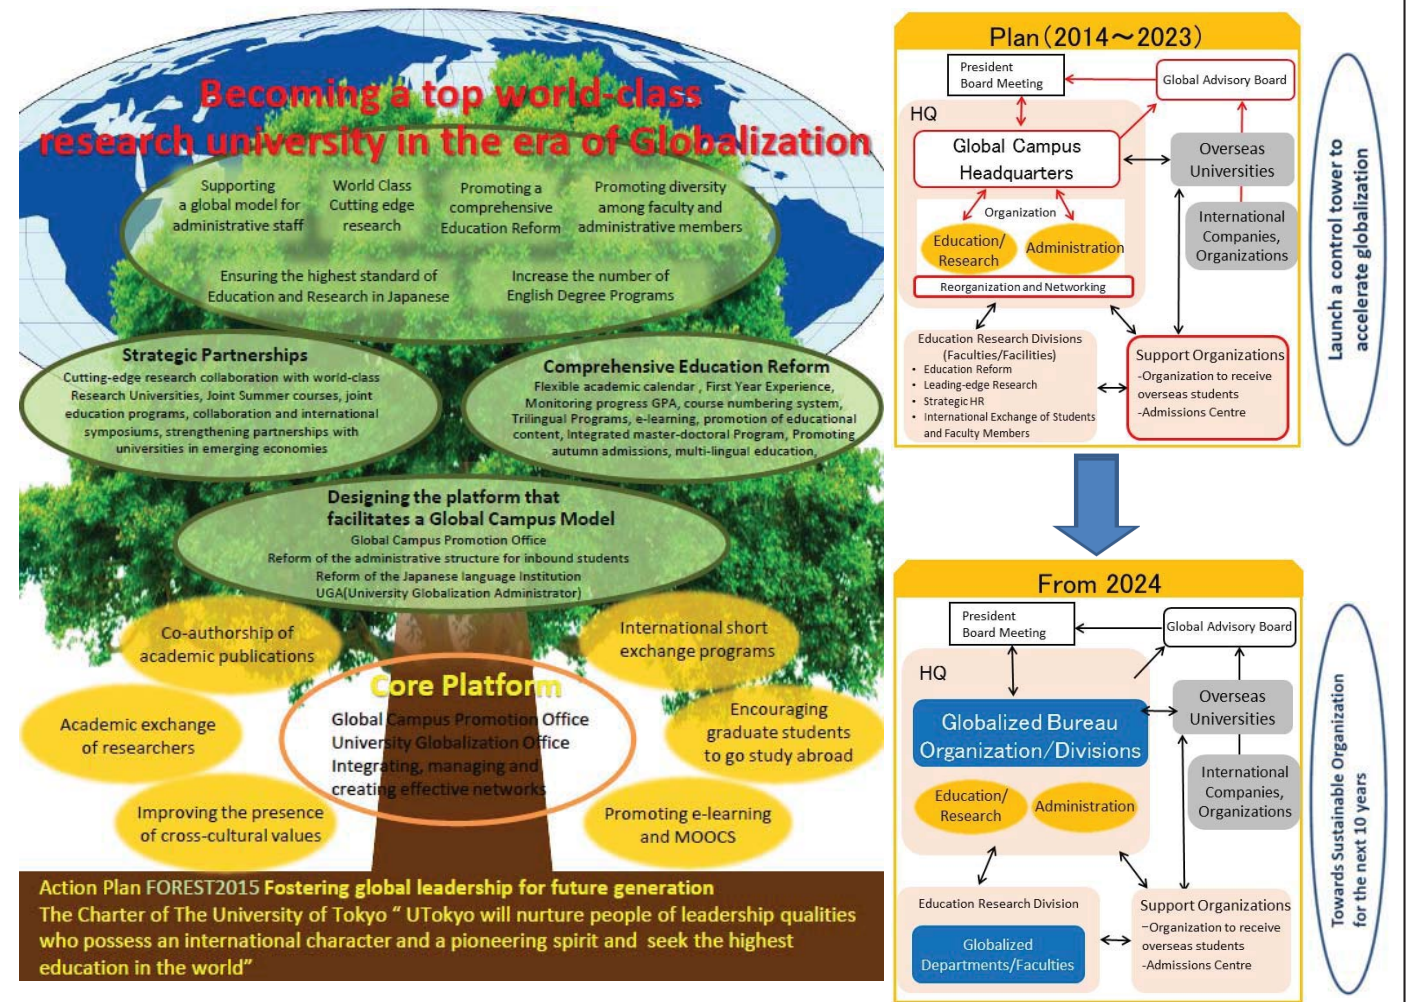 Becoming a top world-class
research university in the era of Globalization
Supporting
a global model for
administrative staff
World Class
Cutting edge
research
Promoting a
comprehensive
Education Reform
Promoting diversity
among faculty and
administrative members
Ensuring the highest standard of
Education and Research in Japanese
Increase the number of
English Degree Programs
Strategic Partnerships
Cutting-edge research collaboration with world-class
Research Universities, Joint Summer courses, joint
education programs, collaboration and international
symposiums, strengthening partnerships with
universities in emerging economies
Comprehensive Education Reform
Flexible academic calendar , First Year Experience,
Monitoring progress GPA, course numbering system,
Trilingual Programs, e-learning, promotion of educational
content, Integrated master-doctoral Program, Promoting
autumn admissions, multi-lingual education,
Designing the platform that
facilitates a Global Campus Model
Global Campus Promotion Office
Reform of the administrative structure for inbound students
Reform of the Japanese language Institution
UGA(University Globalization Administrator)
Co-authorship of
academic publications
International short
exchange programs
Core Platform
Global Campus Promotion Office
University Globalization Office
Integrating, managing and
creating effective networks
Academic exchange
of researchers
Encouraging
graduate students
to go study abroad
Improving the presence
of cross-cultural values
Promoting e-learning
and MOOCS
Action Plan FOREST2015 Fostering global leadership for future generation
The Charter of The University of Tokyo “ UTokyo will nurture people of leadership qualities
who possess an international character and a pioneering spirit and seek the highest
education in the world”
Plan(2014～2023)
President
Board Meeting
Global Advisory Board
HQ
Global Campus
Headquarters
Overseas
Universities
Organization
Education/
Research
Administration
International
Companies,
Organizations
Reorganization and Networking
Education Research Divisions
(Faculties/Facilities)
• Education Reform
• Leading-edge Research
• Strategic HR
• International Exchange of Students
and Faculty Members
Support Organizations
-Organization to receive
overseas students
-Admissions Centre
Launch a control tower to
accelerate globalization
From 2024
President
Board Meeting
Global Advisory Board
HQ
Globalized Bureau
Organization/Divisions
Overseas
Universities
Education/
Research
Administration
International
Companies,
Organizations
Education Research Division
Globalized
Departments/Faculties
Support Organizations
-Organization to receive
overseas students
-Admissions Centre
Towards Sustainable Organization
for the next 10 years